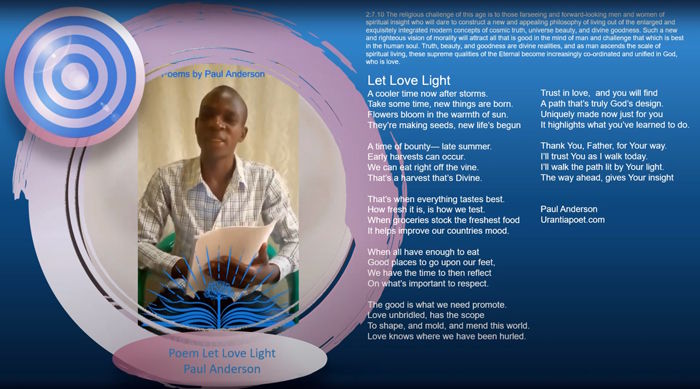 2:7.10 The religious challenge of this age is to those farseeing and forward-looking men and women of
spiritual insight who will dare to construct a new and appealing philosophy of living out of the enlarged and
exquisitely integrated modern concepts of cosmic truth, universe beauty, and divine goodness. Such a new
and righteous vision of morality will attract all that is good in the mind of man and challenge that which is best
in the human soul. Truth, beauty, and goodness are divine realities, and as man ascends the scale of
spiritual living, these supreme qualities of the Eternal become increasingly co-ordinated and unified in God,
who is love.
Poems by Paul Anderson
Let Love Light
A cooler time now after storms.
Take some time, new things are born.
Flowers bloom in the warmth of sun.
They're making seeds, new life's begun
A time of bounty— late summer.
Early harvests can occur.
We can eat right off the vine.
That's a harvest that's Divine.
That's when everything tastes best.
How fresh it is, is how we test.
When groceries stock the freshest food
It helps improve our countries mood.
When all have enough to eat
Good places to go upon our feet,
We have the time to then reflect
On what's important to respect.
The good is what we need promote.
Love unbridled, has the scope
To shape, and mold, and mend this world.
Love knows where we have been hurled.
Trust in love, and you will find
A path that's truly God's design.
Uniquely made now just for you
It highlights what you've learned to do.
Thank You, Father, for Your way.
I'll trust You as I walk today.
I'll walk the path lit by Your light.
The way ahead, gives Your insight
Paul Anderson
Urantiapoet.com
Poem Let Love Light
Paul Anderson